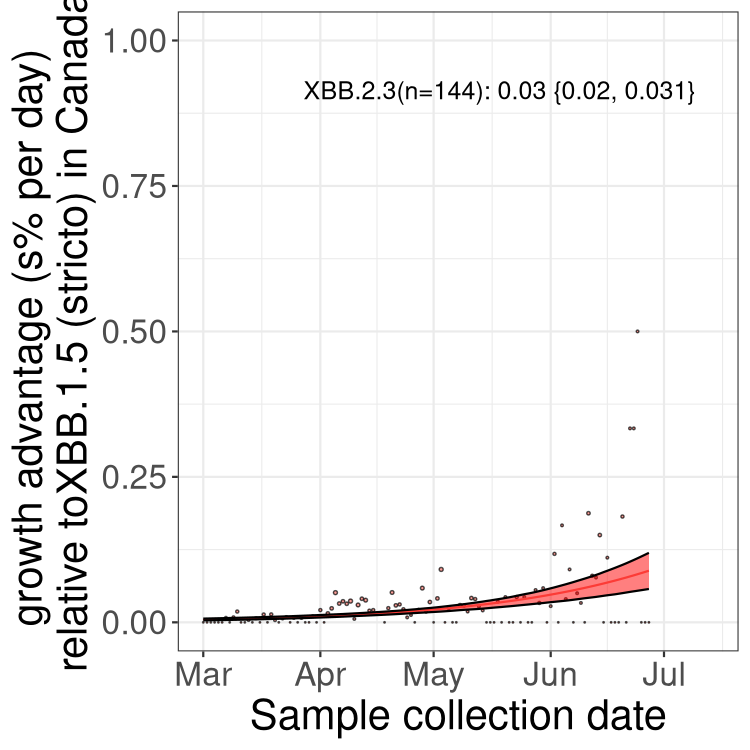 growth advantage (s% per day)
relative toXBB.1.5 (stricto) in Canada
1.00
0.75
0.50
0.25
0.00
XBB.2.3(n=144): 0.03 {0.02, 0.031}
Mar Apr May Jun Jul
Sample collection date